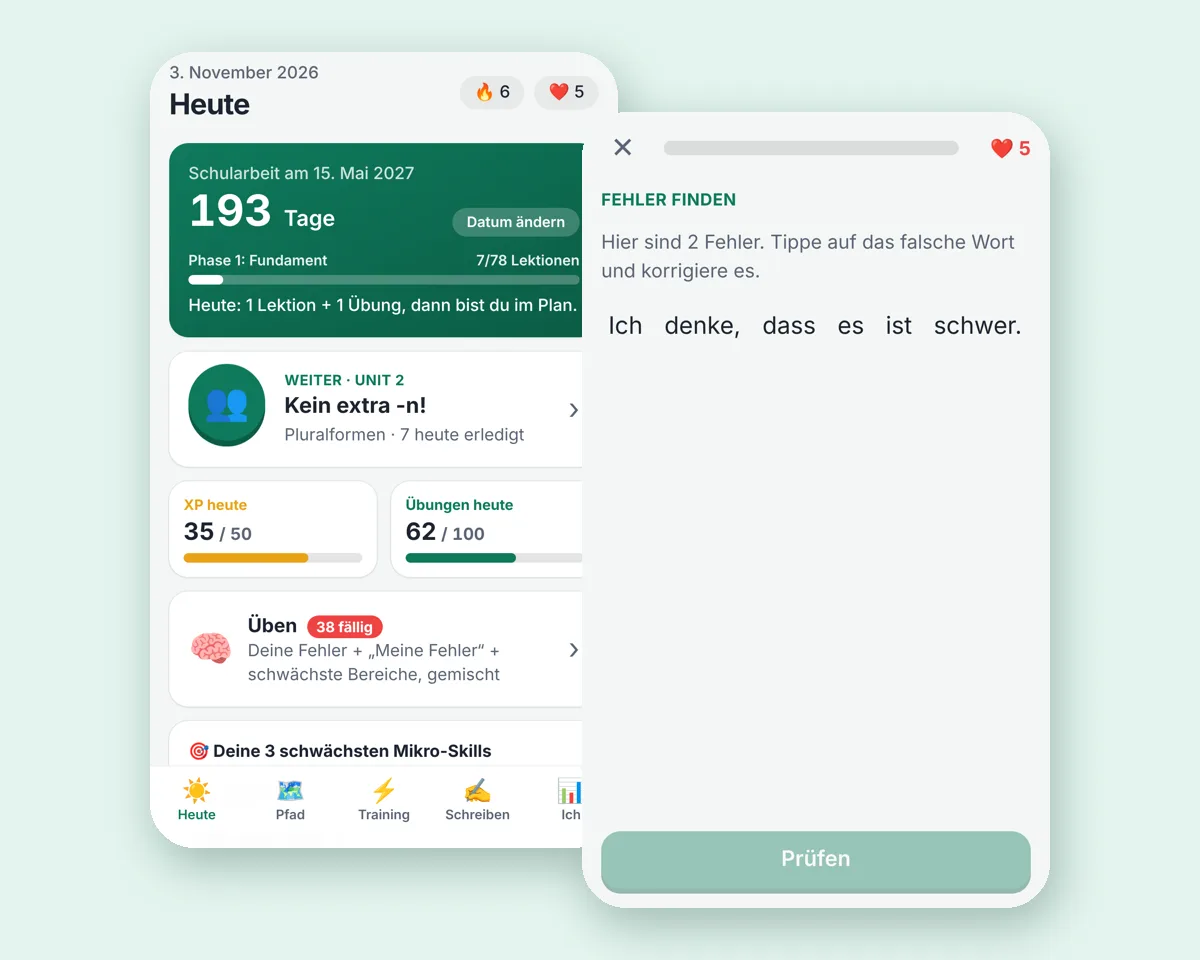 3. November 2026
Heute
🔥 6
❤️ 5
Schularbeit am 15. Mai 2027
193 Tage
Datum ändern
Phase 1: Fundament
7/78 Lektionen
Heute: 1 Lektion + 1 Übung, dann bist du im Plan.
WEITER · UNIT 2
Kein extra -n!
Pluralformen · 7 heute erledigt
XP heute
35 / 50
Übungen heute
62 / 100
Üben 38 fällig
Deine Fehler + „Meine Fehler“ +
schwächste Bereiche, gemischt
🎯 Deine 3 schwächsten Mikro-Skills
Heute
Pfad
Training
Schreiben
Ich
❤️ 5
FEHLER FINDEN
Hier sind 2 Fehler. Tippe auf das falsche Wort
und korrigiere es.
Ich denke, dass es ist schwer.
Prüfen